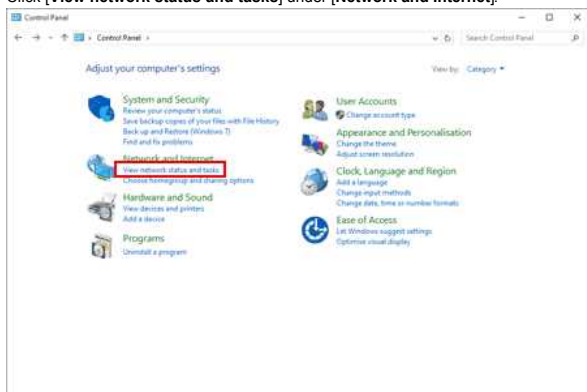 Click [View network status and tasks] under [Network and Internet].
Control Panel
Control Panel
Search Control Panel
Adjust your computer's settings
View by: Category
System and Security
Review your computer's status
Save backup copies of your files with File History
Back up and Restore (Windows 7)
Find and fix problems
Network and Internet
View network status and tasks
Choose homegroup and sharing options
Hardware and Sound
View devices and printers
Add a device
Programs
Uninstall a program
User Accounts
Change account type
Appearance and Personalisation
Change the theme
Adjust screen resolution
Clock, Language and Region
Add a language
Change input methods
Change date, time or number formats
Ease of Access
Let Windows suggest settings
Optimise visual display